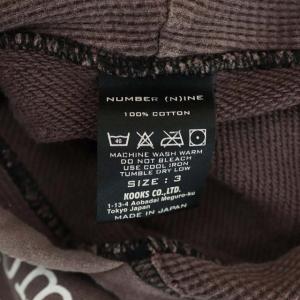 NUMBER (N)INE
100% COTTON
40
MACHINE WASH WARM
DO NOT BLEACH
USE COOL IRON
TUMBLE DRY LOW
SIZE : 3
KOOKS CO.,LTD.
1-13-4 Aobadai Meguro-ku
Tokyo Japan
MADE IN JAPAN
um